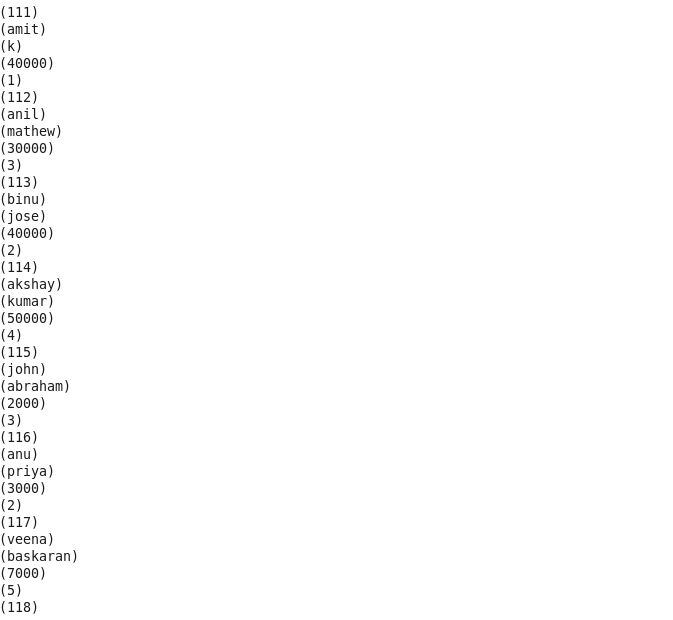 (111)
(amit)
(k)
(40000)
(1)
(112)
(anil)
(mathew)
(30000)
(3)
(113)
(binu)
(jose)
(40000)
(2)
(114)
(akshay)
(kumar)
(50000)
(4)
(115)
(john)
(abraham)
(2000)
(3)
(116)
(anu)
(priya)
(3000)
(2)
(117)
(veena)
(baskaran)
(7000)
(5)
(118)